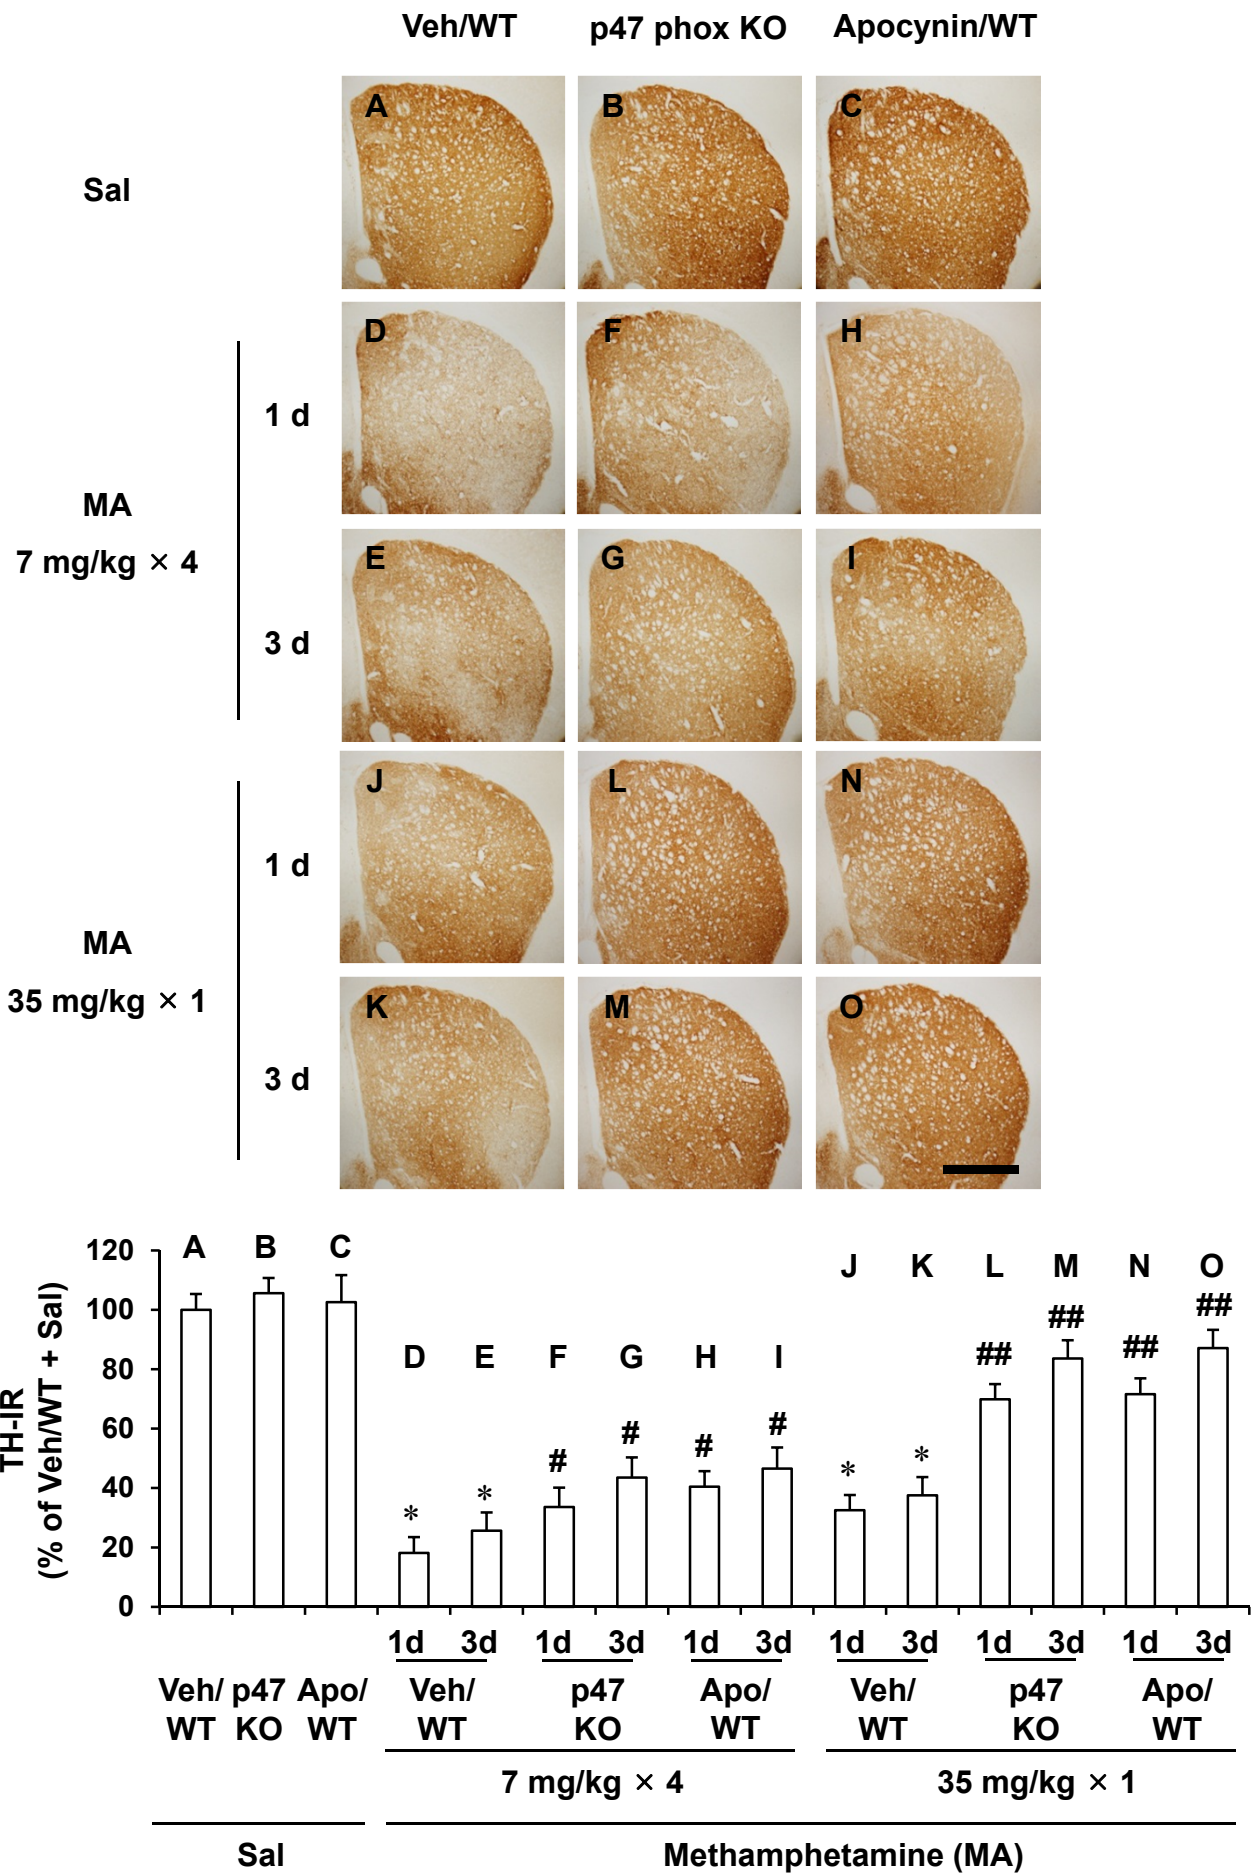 Veh/WT p47 phox KO Apocynin/WT
Sal
A B C
D F H
1 d
MA
7 mg/kg × 4
E G I
3 d
J L N
1 d
MA
35 mg/kg × 1
K M O
3 d
TH-IR
(% of Veh/WT + Sal)
120
100
80
60
40
20
0
A B C D E F G H I J K L M N O
* * # # # # * * ## ## ## ##
1d 3d 1d 3d 1d 3d 1d 3d 1d 3d 1d 3d
Veh/ p47 Apo/ Veh/ p47 Apo/ Veh/ p47 Apo/
WT KO WT WT KO WT WT KO WT
7 mg/kg × 4 35 mg/kg × 1
Sal Methamphetamine (MA)